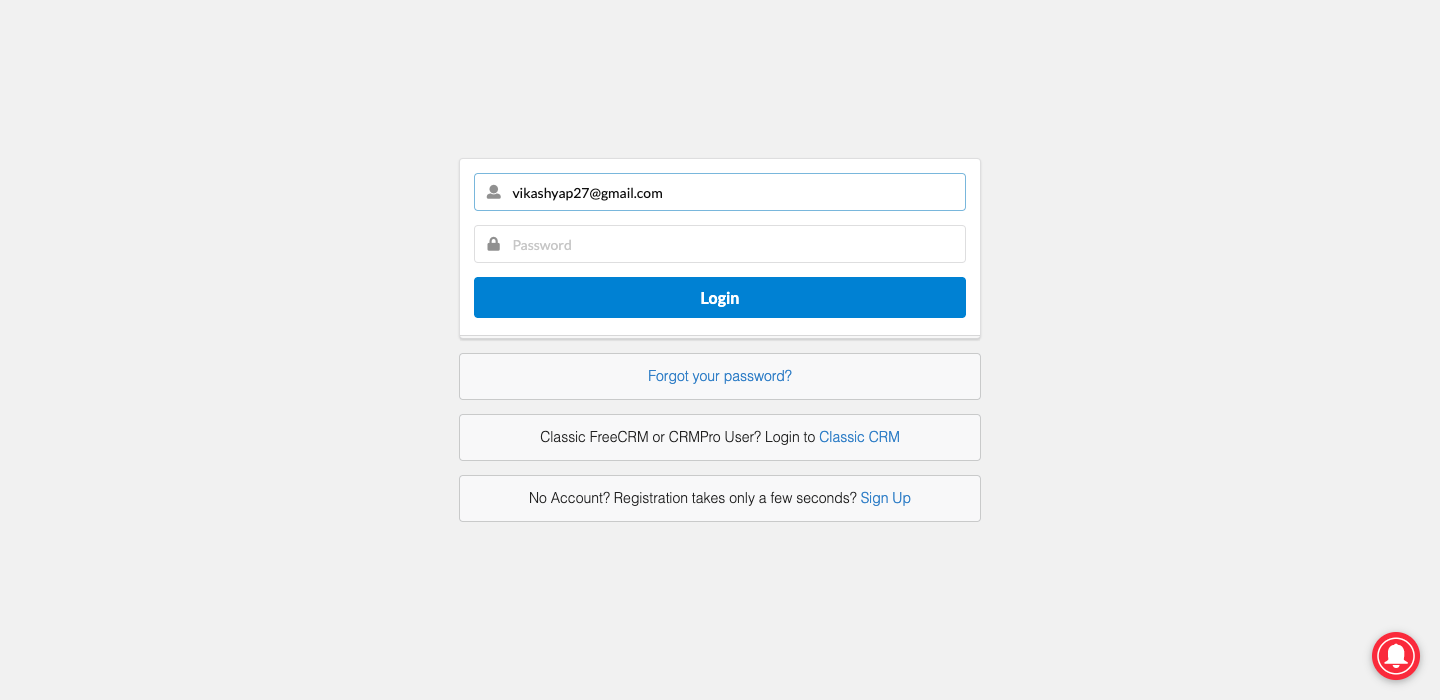 vikashyap27@gmail.com
Password
Login
Forgot your password?
Classic FreeCRM or CRMPro User? Login to Classic CRM
No Account? Registration takes only a few seconds? Sign Up